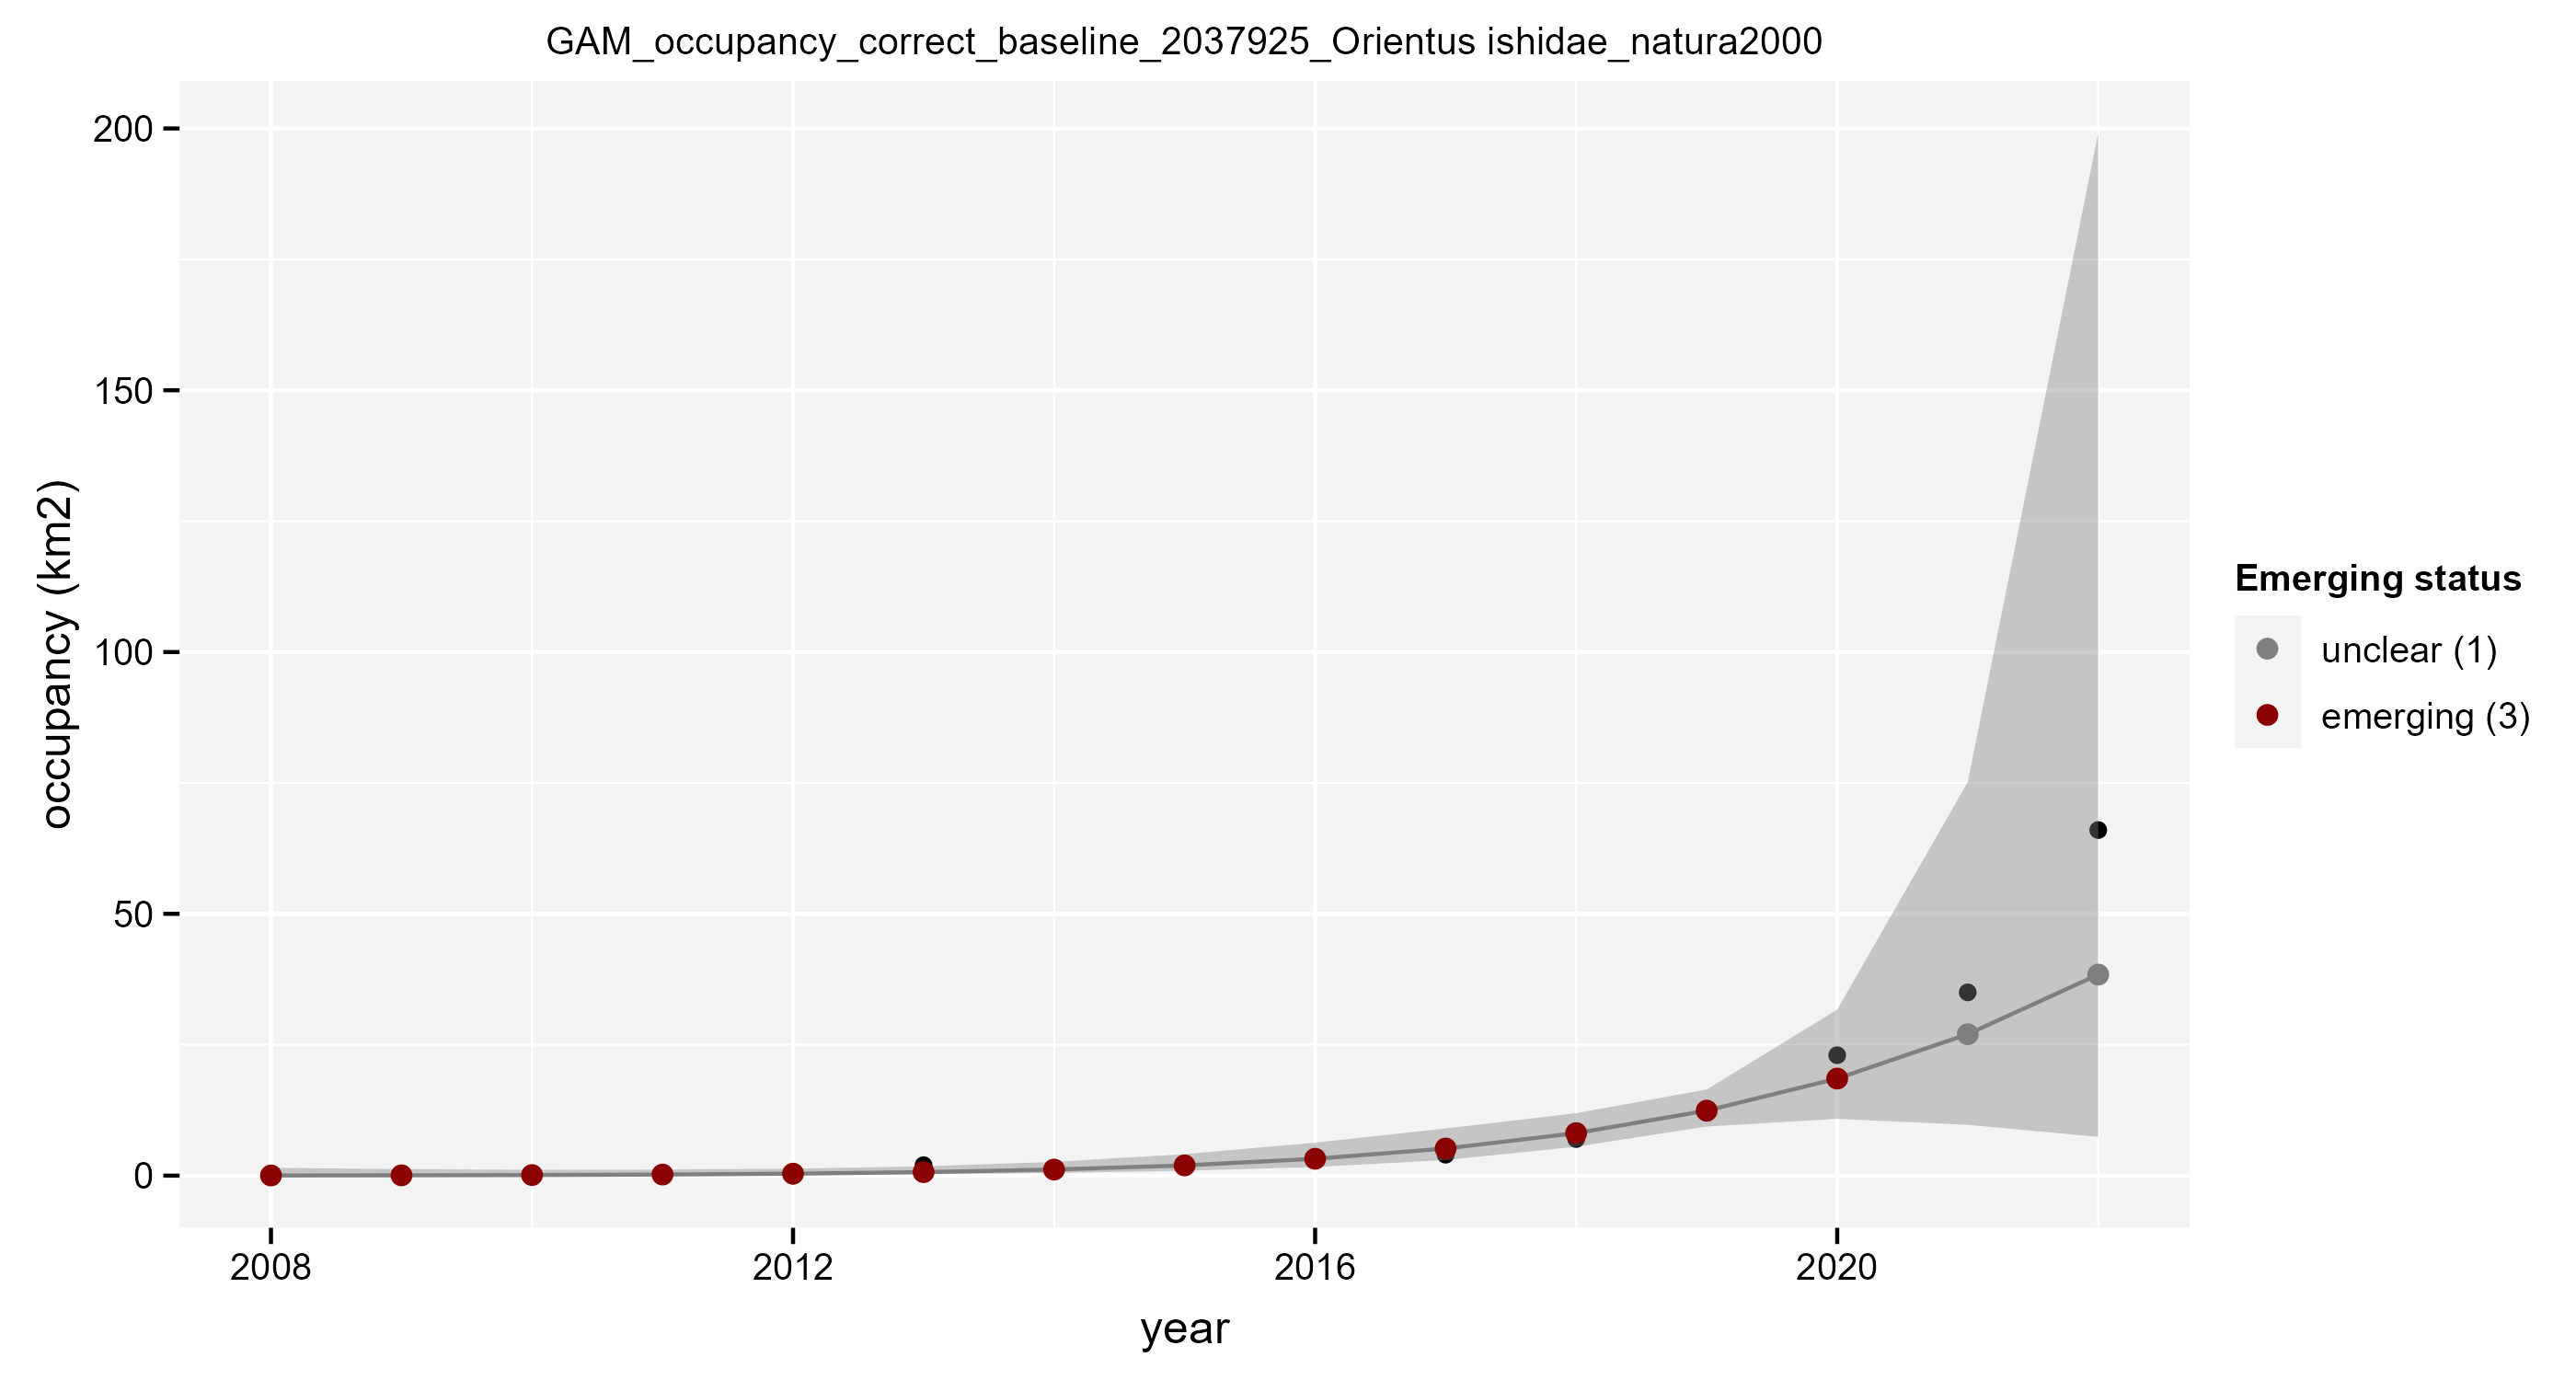 GAM_occupancy_correct_baseline_2037925_Orientus ishidae_natura2000
200
150
100
50
0
occupancy (km2)
2008
2012
2016
2020
year
Emerging status
unclear (1)
emerging (3)